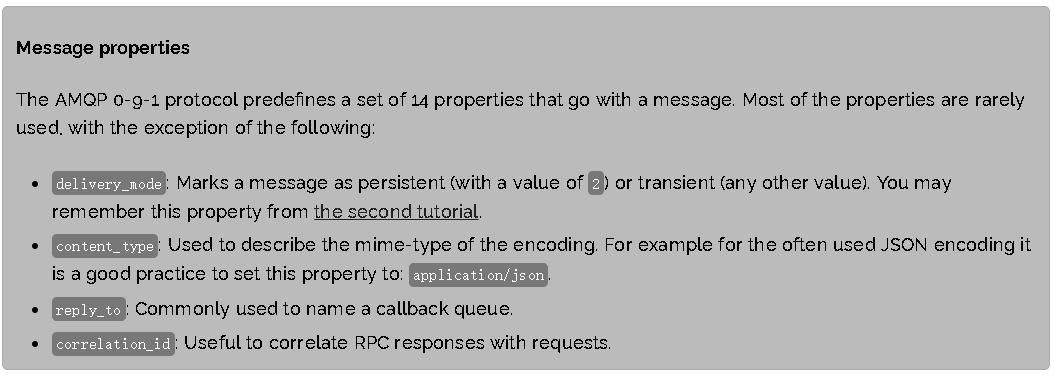 Message properties
The AMQP 0-9-1 protocol predefines a set of 14 properties that go with a message. Most of the properties are rarely
used, with the exception of the following:
• delivery_mode: Marks a message as persistent (with a value of 2) or transient (any other value). You may
remember this property from the second tutorial.
• content_type: Used to describe the mime-type of the encoding. For example for the often used JSON encoding it
is a good practice to set this property to: application/json.
• reply_to: Commonly used to name a callback queue.
• correlation_id: Useful to correlate RPC responses with requests.